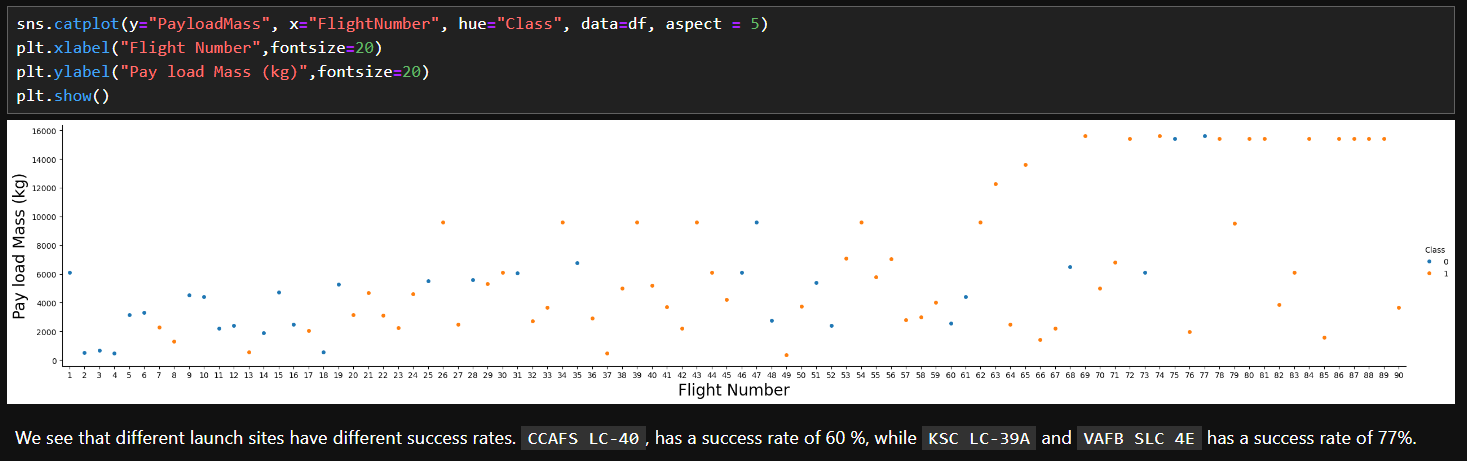 sns.catplot(y="PayloadMass", x="FlightNumber", hue="Class", data=df, aspect = 5)
plt.xlabel("Flight Number",fontsize=20)
plt.ylabel("Pay load Mass (kg)",fontsize=20)
plt.show()
16000
14000
12000
10000
8000
6000
4000
2000
0
Pay load Mass (kg)
Class
0
1
1 2 3 4 5 6 7 8 9 10 11 12 13 14 15 16 17 18 19 20 21 22 23 24 25 26 27 28 29 30 31 32 33 34 35 36 37 38 39 40 41 42 43 44 45 46 47 48 49 50 51 52 53 54 55 56 57 58 59 60 61 62 63 64 65 66 67 68 69 70 71 72 73 74 75 76 77 78 79 80 81 82 83 84 85 86 87 88 89 90
Flight Number
We see that different launch sites have different success rates. CCAFS LC-40, has a success rate of 60 %, while KSC LC-39A and VAFB SLC 4E has a success rate of 77%.